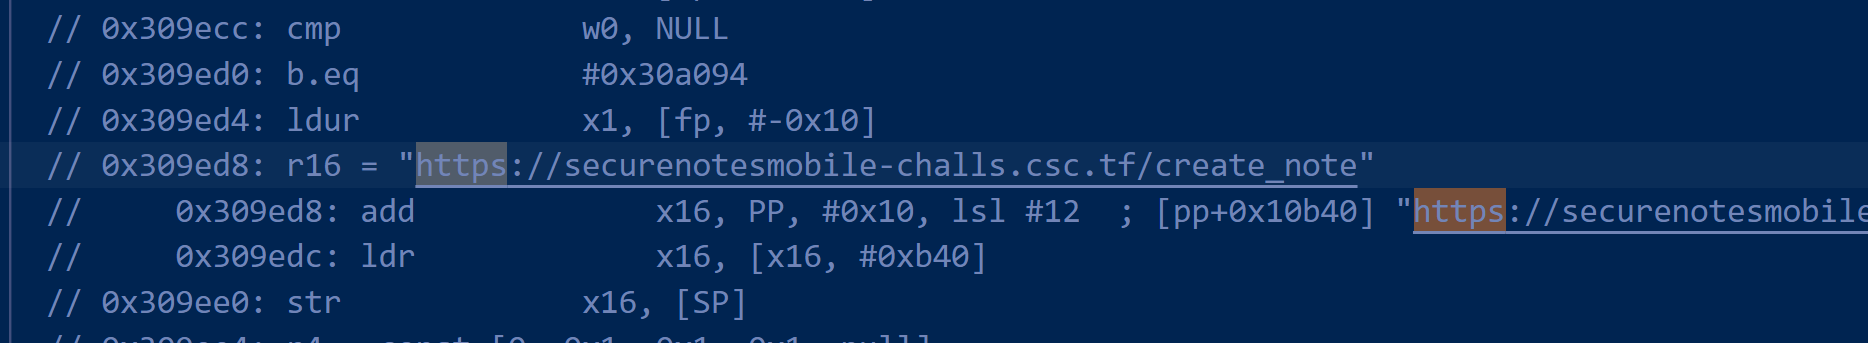 // 0x309ecc: cmp w0, NULL
// 0x309ed0: b.eq #0x30a094
// 0x309ed4: ldur x1, [fp, #-0x10]
// 0x309ed8: r16 = "https://securenotesmobile-challs.csc.tf/create_note"
// 0x309ed8: add x16, PP, #0x10, lsl #12 ; [pp+0x10b40] "https://securenotesmobile
// 0x309edc: ldr x16, [x16, #0xb40]
// 0x309ee0: str x16, [SP]